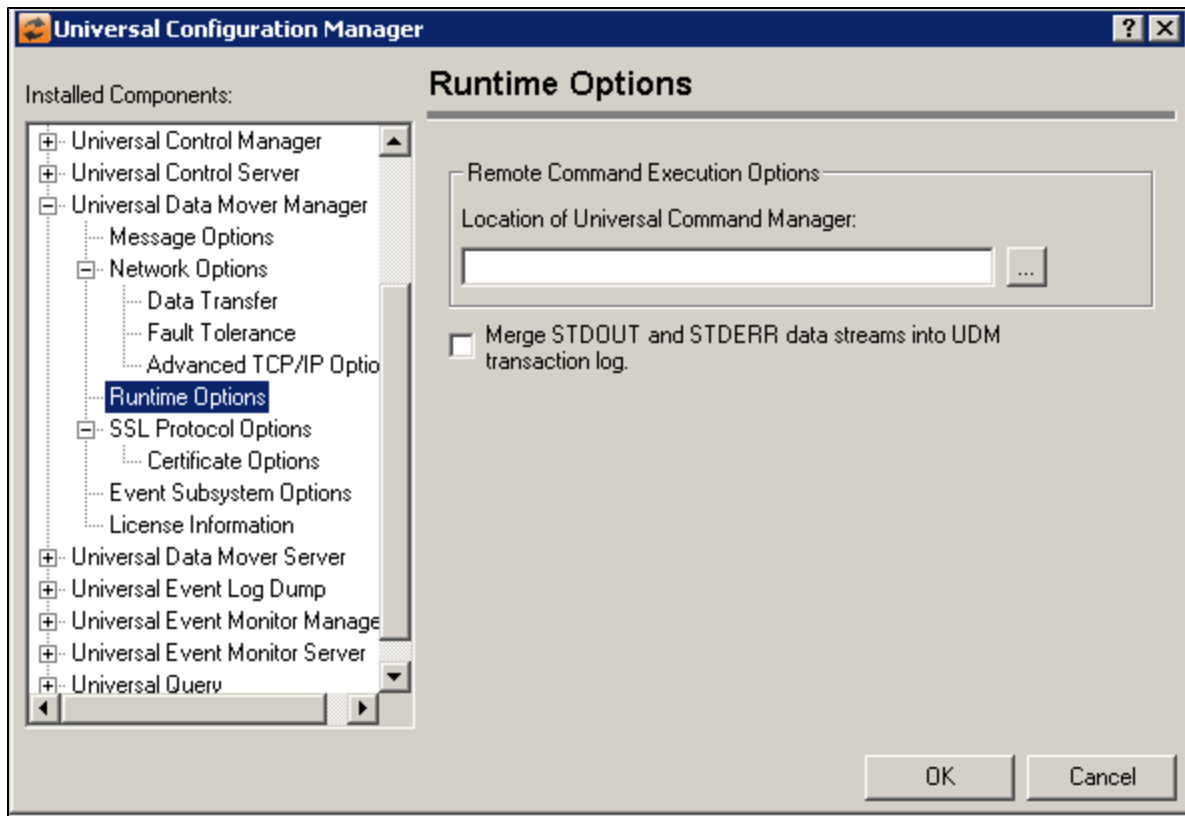 Universal Configuration Manager
Installed Components:
Universal Control Manager
Universal Control Server
Universal Data Mover Manager
Message Options
Network Options
Data Transfer
Fault Tolerance
Advanced TCP/IP Optio
Runtime Options
SSL Protocol Options
Certificate Options
Event Subsystem Options
License Information
Universal Data Mover Server
Universal Event Log Dump
Universal Event Monitor Manage
Universal Event Monitor Server
Universal Query
Runtime Options
Remote Command Execution Options
Location of Universal Command Manager:
...
Merge STDOUT and STDERR data streams into UDM
transaction log.
OK
Cancel